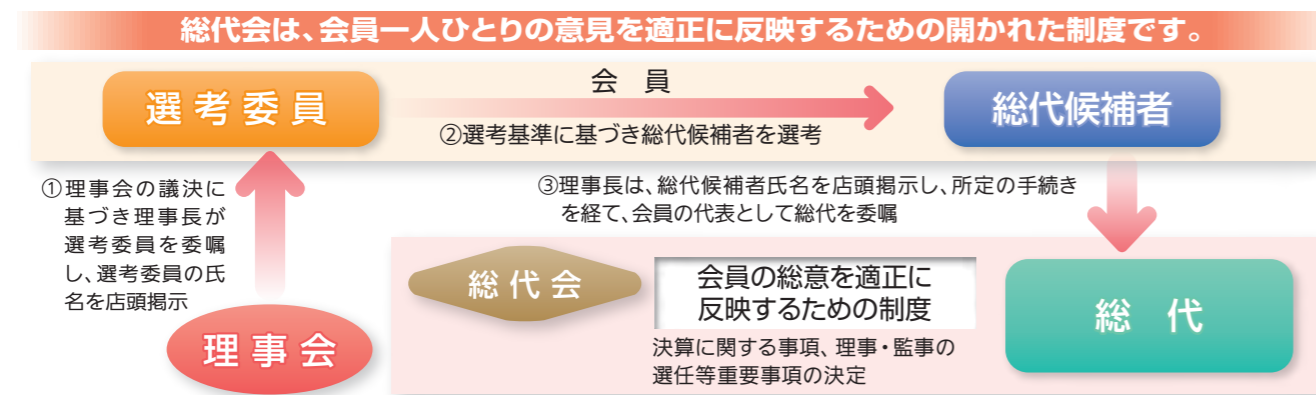 総代会は、会員一人ひとりの意見を適正に反映するための開かれた制度です。
選考委員
会 員
②選考基準に基づき総代候補者を選考
総代候補者
①理事会の議決に
基づき理事長が
選考委員を委嘱
し、選考委員の氏
名を店頭掲示
③理事長は、総代候補者氏名を店頭掲示し、所定の手続き
を経て、会員の代表として総代を委嘱
理事会
総代会
会員の総意を適正に
反映するための制度
決算に関する事項、理事・監事の
選任等重要事項の決定
総 代